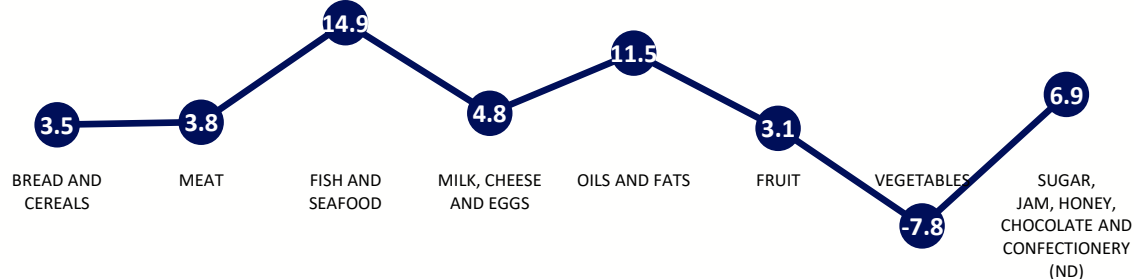 14.9
11.5
6.9
4.8
3.5
3.8
3.1
BREAD AND
CEREALS
MEAT
FISH AND
SEAFOOD
MILK, CHEESE
AND EGGS
OILS AND FATS
FRUIT
VEGETABLES
SUGAR,
JAM, HONEY,
CHOCOLATE AND
CONFECTIONERY
(ND)
-7.8